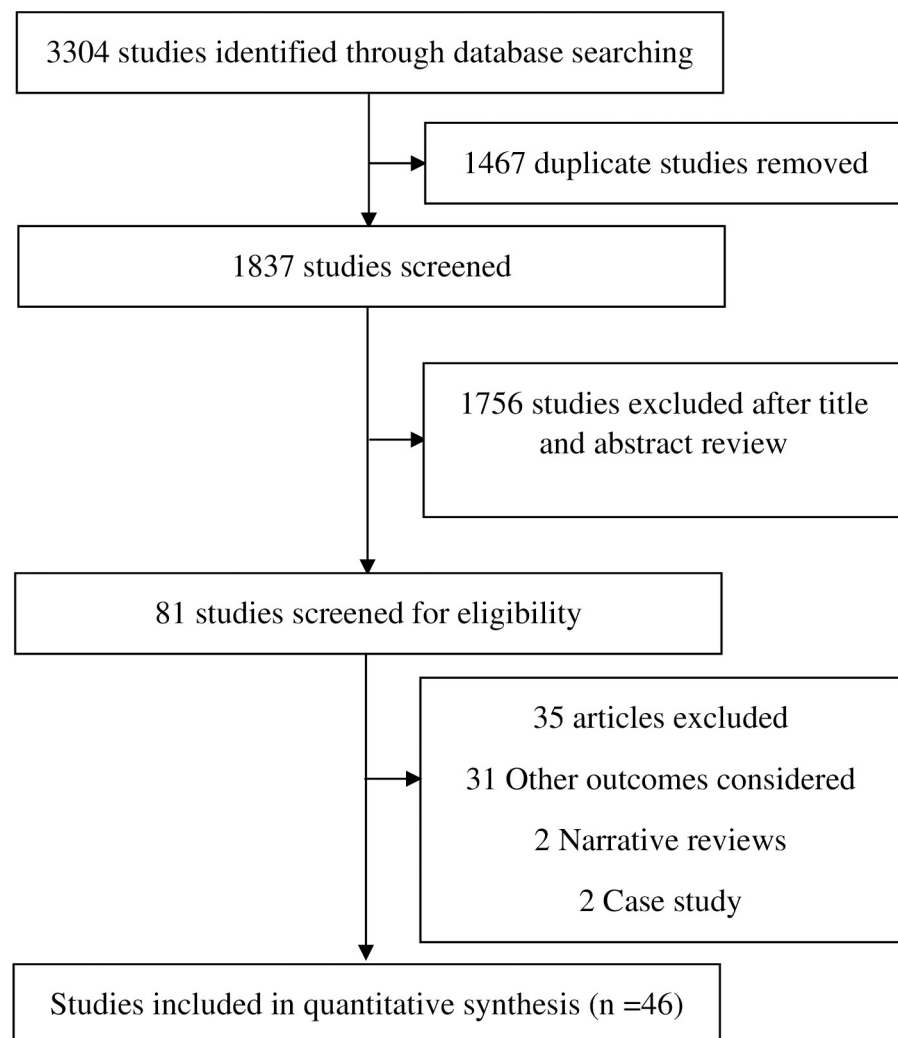 3304 studies identified through database searching
1467 duplicate studies removed
1837 studies screened
1756 studies excluded after title
and abstract review
81 studies screened for eligibility
35 articles excluded
31 Other outcomes considered
2 Narrative reviews
2 Case study
Studies included in quantitative synthesis (n =46)